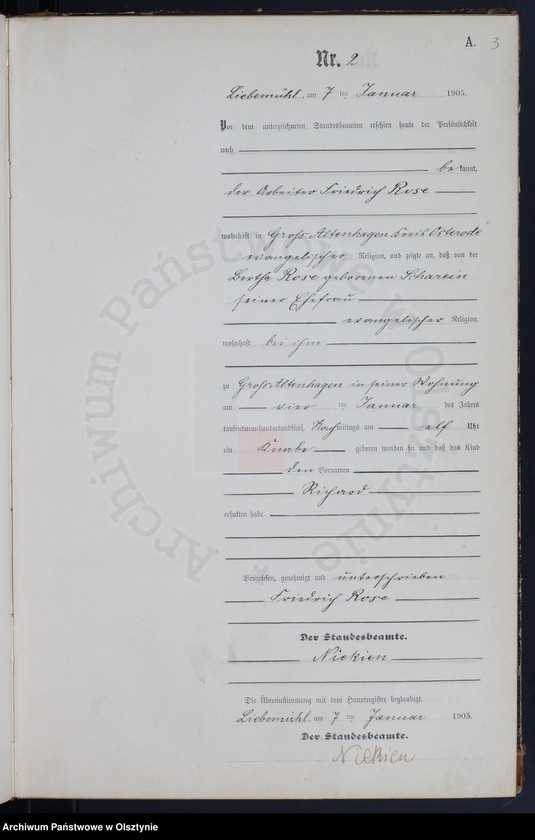 A. 3
Nr. 2
Liebemühl, am 7 ten Januar 1905.
Vor dem unterzeichneten Standesbeamten erschien heute der Persönlichkeit
nach
bekannt,
der Arbeiter Friedrich Rose
wohnhaft in Groß Altenhagen Kreis Osterode
evangelischer Religion, und zeigte an, daß von der
Bertha Rose geborenen Scharein
seiner Ehefrau
evangelischer Religion,
wohnhaft bei ihm
zu Groß Altenhagen in seiner Wohnung
am vier ten Januar des Jahres
tausendneunhundertundfünf, Nachmittags um elf Uhr
ein Knabe geboren worden sei und daß das Kind
den Vornamen
Richard
erhalten habe.
Vorgelesen, genehmigt und unterschrieben
Friedrich Rose
Der Standesbeamte.
Nickien
Die Übereinstimmung mit dem Hauptregister beglaubigt.
Liebemühl, am 7 ten Januar 1905.
Der Standesbeamte.
Nickien
Archiwum Państwowe w Olsztynie *
Archiwum Państwowe w Olsztynie